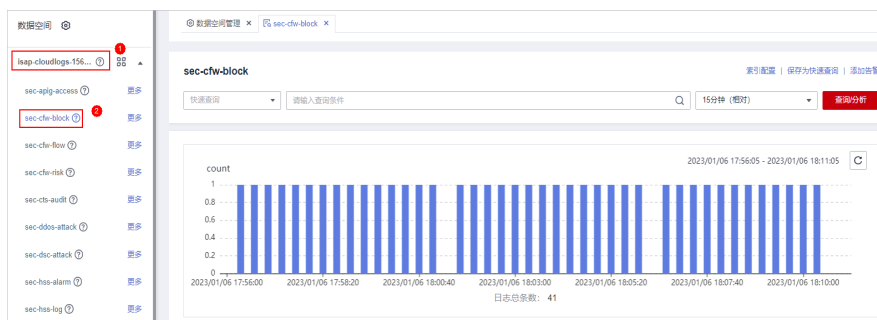 数据空间
数据空间管理 ×
sec-cfw-block ×
1
isap-cloudlogs-156...
sec-apig-access 更多
sec-cfw-block 2 更多
sec-cfw-flow 更多
sec-cfw-risk 更多
sec-cts-audit 更多
sec-ddos-attack 更多
sec-dsc-attack 更多
sec-hss-alarm 更多
sec-hss-log 更多
sec-cfw-block
索引配置 | 保存为快速查询 | 添加告警
快速查询 请输入查询条件 15分钟（相对） 查询/分析
2023/01/06 17:56:05 - 2023/01/06 18:11:05
count
1
0.8
0.6
0.4
0.2
0
2023/01/06 17:56:00 2023/01/06 17:58:20 2023/01/06 18:00:40 2023/01/06 18:03:00 2023/01/06 18:05:20 2023/01/06 18:07:40 2023/01/06 18:10:00
日志总条数： 41